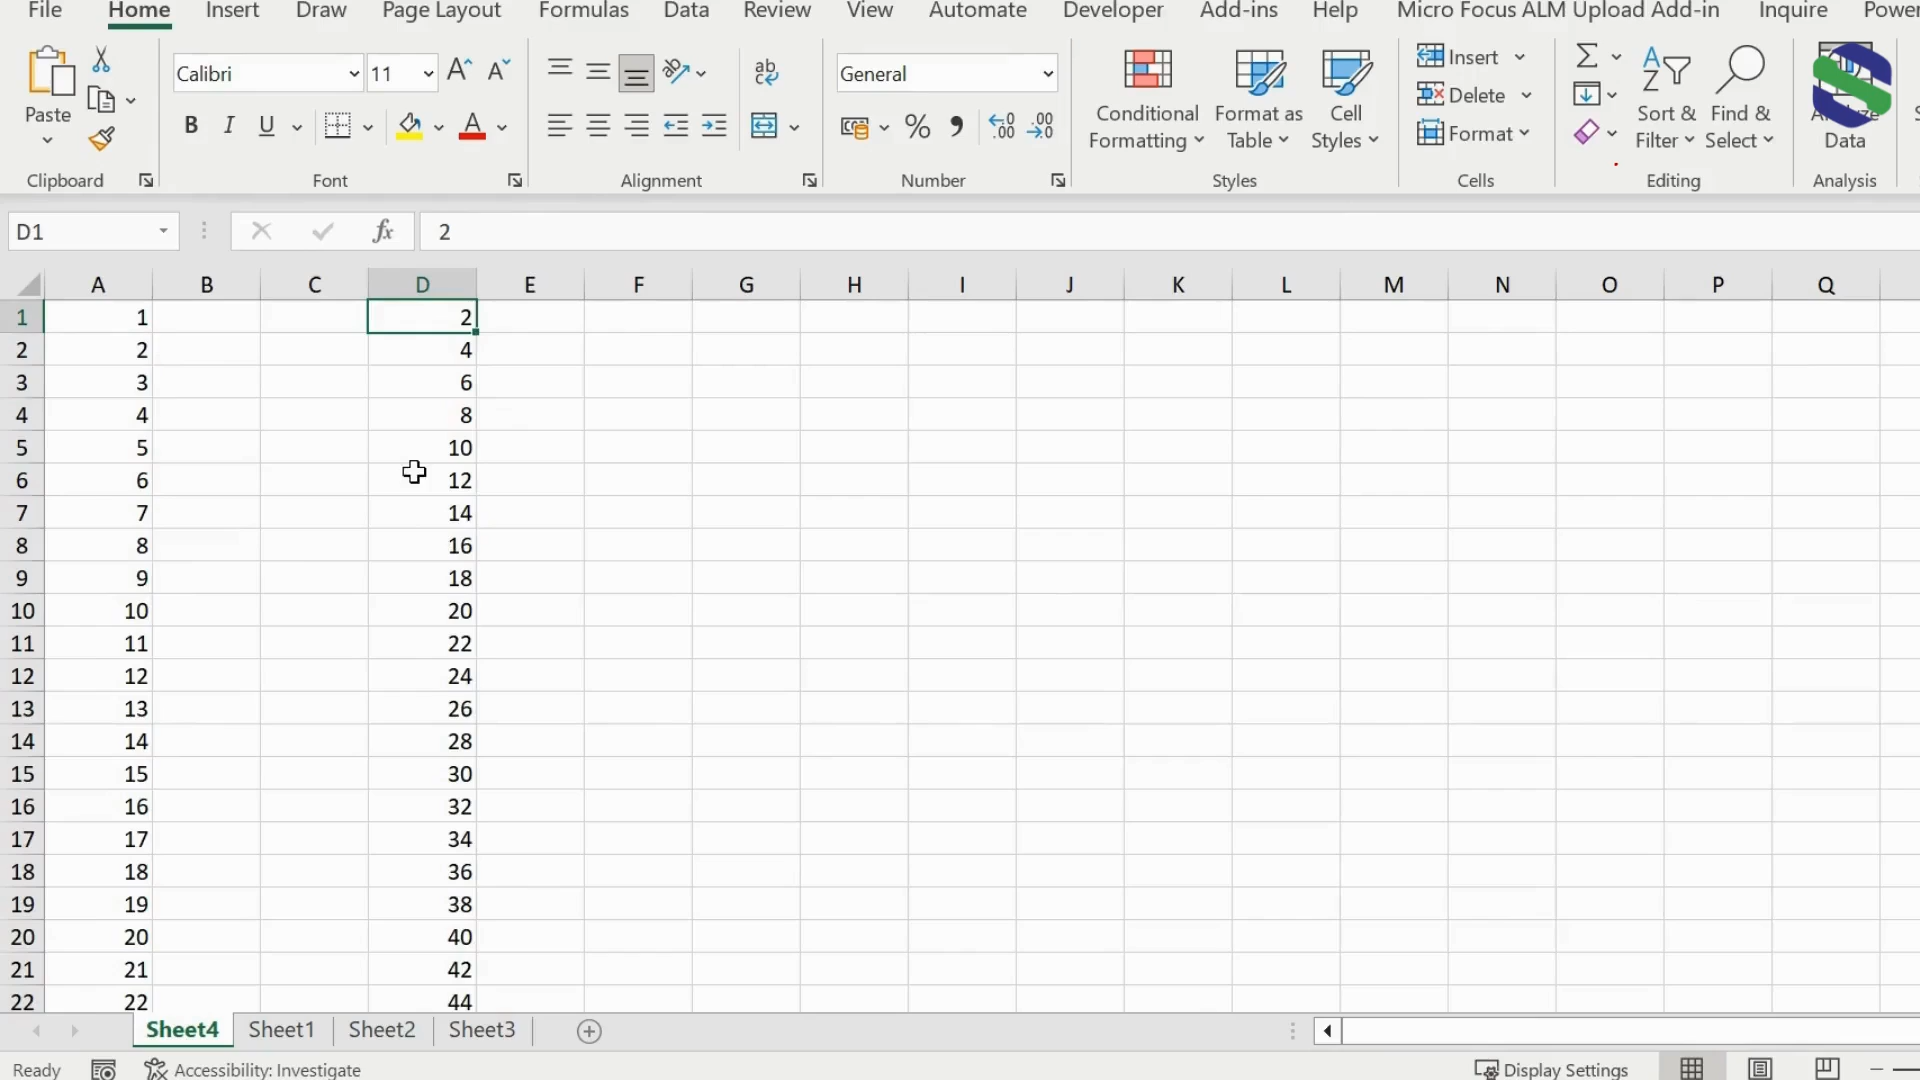 File Home Insert Draw Page Layout Formulas Data Review View Automate Developer Add-ins Help Micro Focus ALM Upload Add-in Inquire Power
Calibri 11 General
Insert
Delete
Format
Paste
Conditional Formatting
Format as Table
Cell Styles
Sort & Filter
Find & Select
Analyze Data
Clipboard Font Alignment Number Styles Cells Editing Analysis
D1 fx 2
A B C D E F G H I J K L M N O P Q
1 1 2
2 2 4
3 3 6
4 4 8
5 5 10
6 6 12
7 7 14
8 8 16
9 9 18
10 10 20
11 11 22
12 12 24
13 13 26
14 14 28
15 15 30
16 16 32
17 17 34
18 18 36
19 19 38
20 20 40
21 21 42
22 22 44
Sheet4 Sheet1 Sheet2 Sheet3
Ready Accessibility: Investigate Display Settings